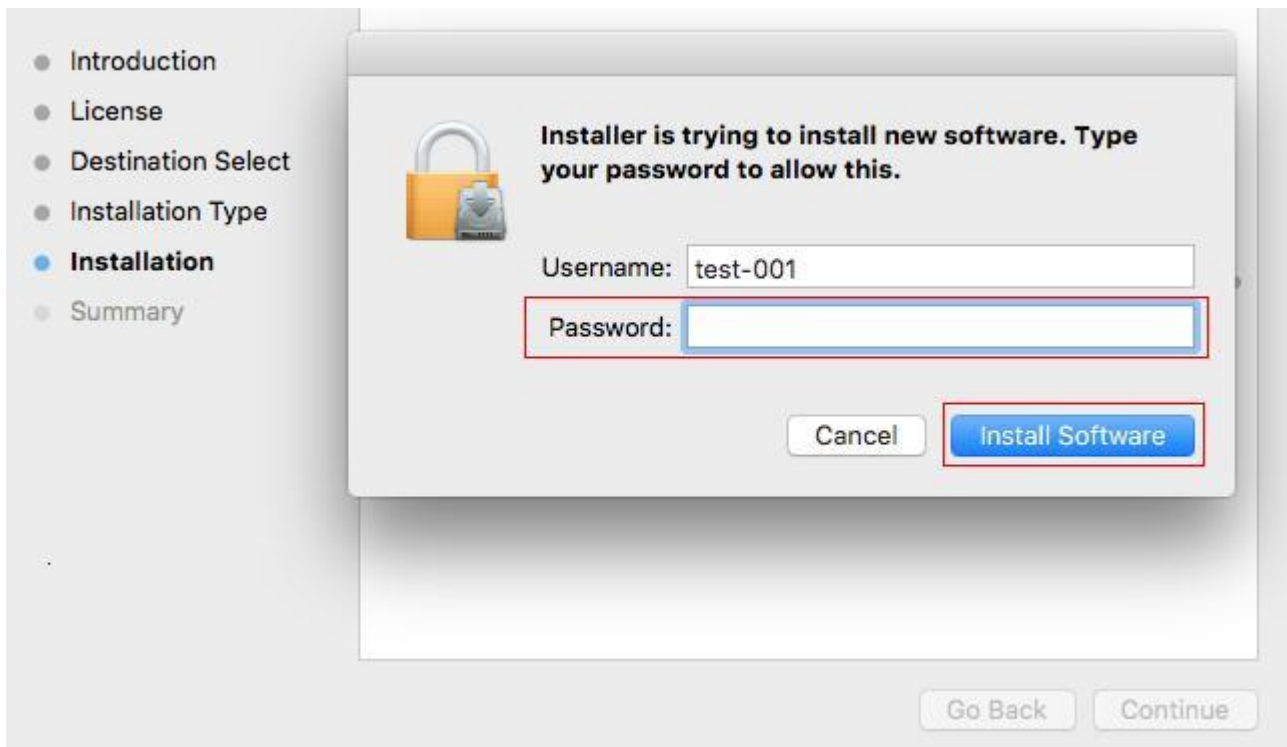 Introduction
License
Destination Select
Installation Type
Installation
Summary
Installer is trying to install new software. Type
your password to allow this.
Username: test-001
Password:
Cancel
Install Software
Go Back
Continue